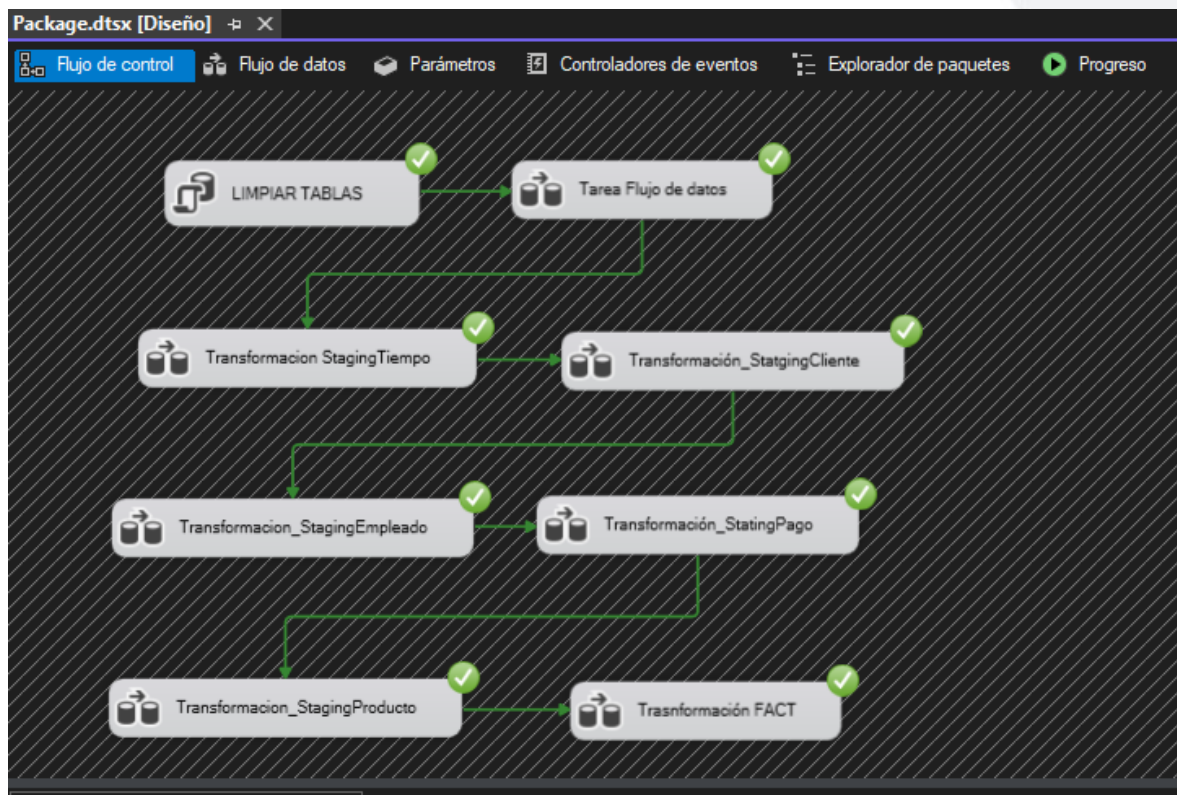 Package.dtsx [Diseño]
Flujo de control Flujo de datos Parámetros Controladores de eventos Explorador de paquetes Progreso
LIMPIAR TABLAS
Tarea Flujo de datos
Transformacion StagingTiempo
Transformación_StatgingCliente
Transformacion_StagingEmpleado
Transformación_StatingPago
Transformacion_StagingProducto
Trasnformación FACT